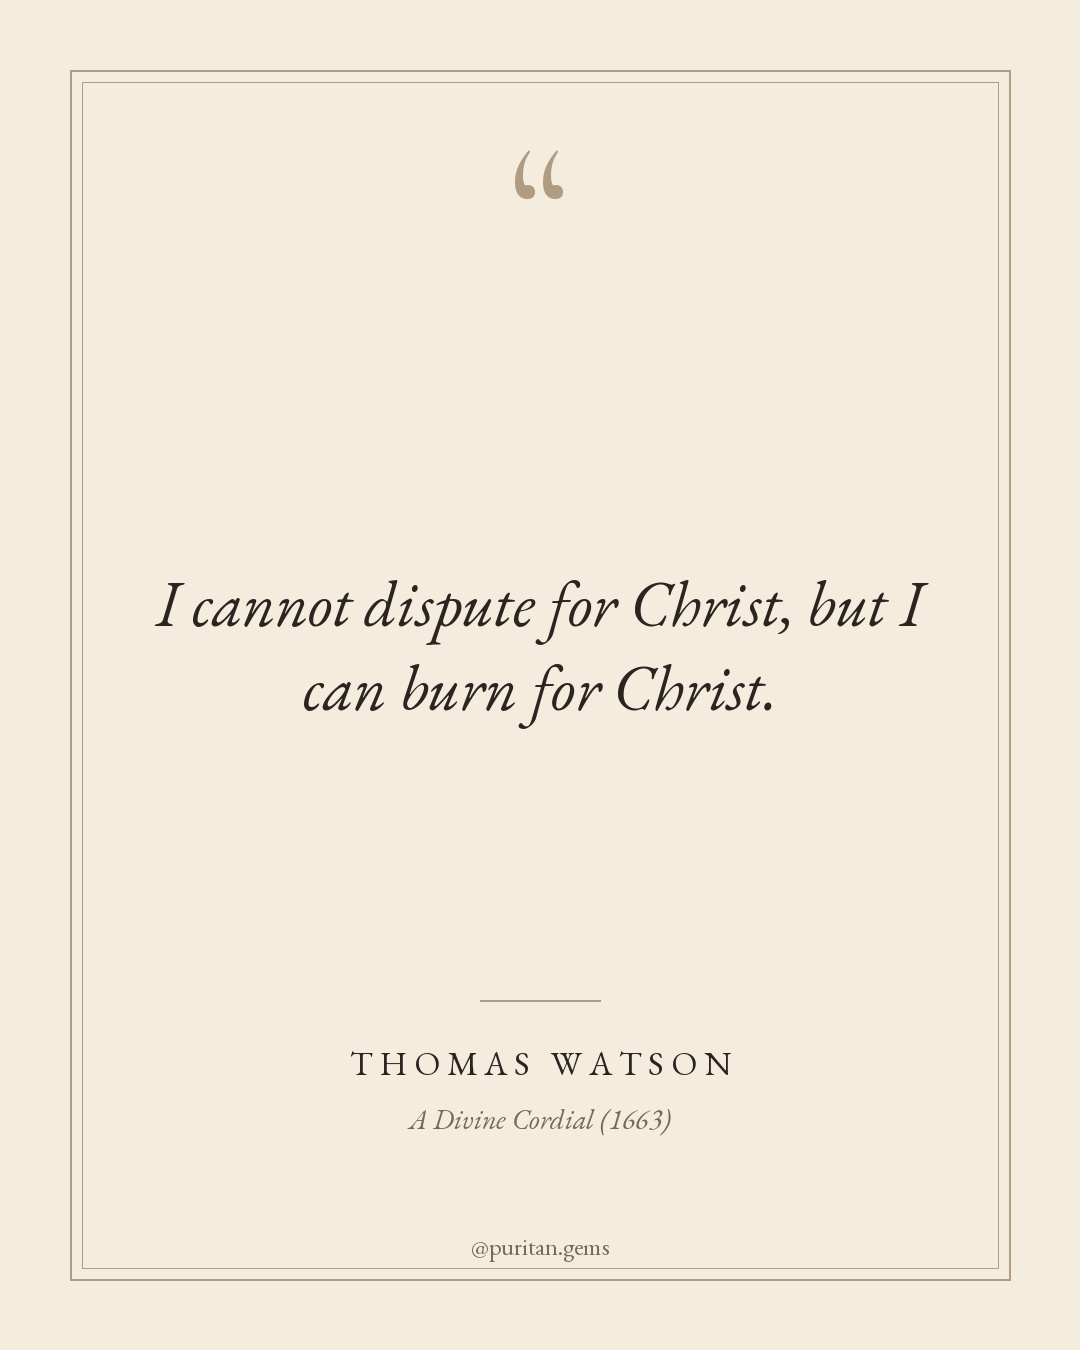 “
I cannot dispute for Christ, but I
can burn for Christ.
THOMAS WATSON
A Divine Cordial (1663)
@puritan.gems